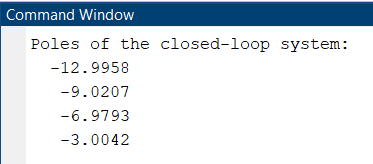 Command Window
Poles of the closed-loop system:
-12.9958
-9.0207
-6.9793
-3.0042